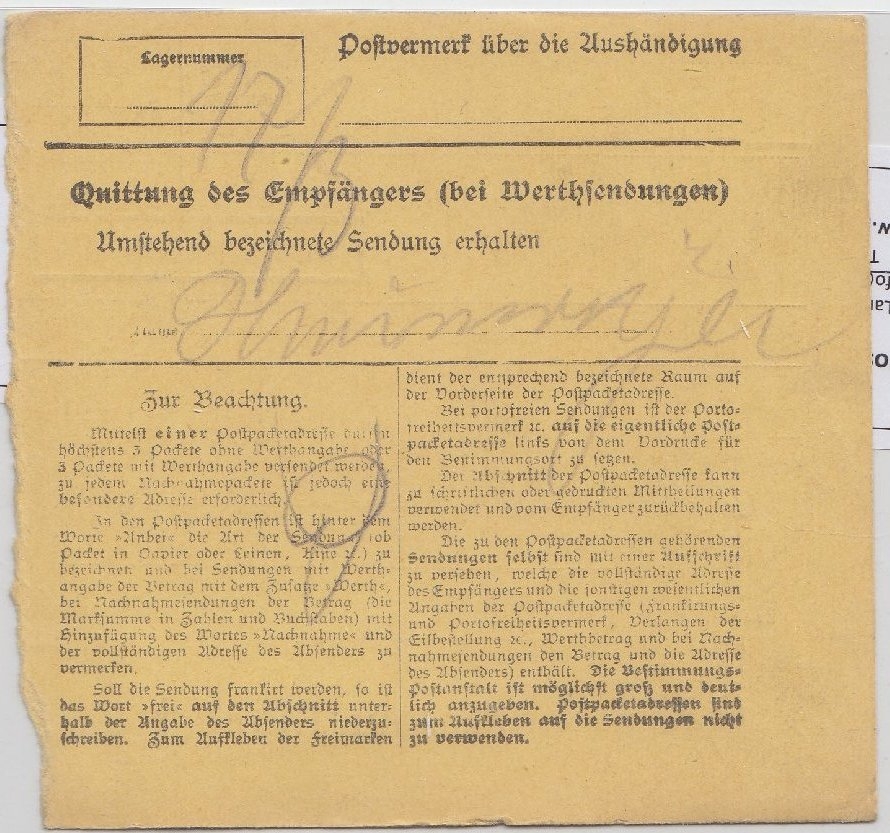 Lagernummer
Postvermerk über die Aushändigung
17/3
Quittung des Empfängers (bei Werthsendungen)
Umstehend bezeichnete Sendung erhalten
Name
Zur Beachtung.
Mittelst einer Postpacketadresse dürfen
höchstens 3 Packete ohne Werthangabe oder
3 Packete mit Werthangabe versendet werden,
zu jedem Nachnahmepackete ist jedoch eine
besondere Adresse erforderlich.
In den Postpacketadressen ist hinter dem
Worte »Anbei« die Art der Sendung (ob
Packet in Papier oder Leinen, Kiste ꝛc.) zu
bezeichnen und bei Sendungen mit Werth-
angabe der Betrag mit dem Zusatze »Werth«,
bei Nachnahmesendungen der Betrag (die
Marksumme in Zahlen und Buchstaben) mit
Hinzufügung des Wortes »Nachnahme« und
der vollständigen Adresse des Absenders zu
vermerken.
Soll die Sendung frankirt werden, so ist
das Wort »frei« auf den Abschnitt unter-
halb der Angabe des Absenders niederzu-
schreiben. Zum Aufkleben der Freimarken
dient der entsprechend bezeichnete Raum auf
der Vorderseite der Postpacketadresse.
Bei portofreien Sendungen ist der Porto-
freiheitsvermerk ꝛc. auf die eigentliche Post-
packetadresse links von dem Vordrucke für
den Bestimmungsort zu setzen.
Der Abschnitt der Postpacketadresse kann
zu schriftlichen oder gedruckten Mittheilungen
verwendet und vom Empfänger zurückbehalten
werden.
Die zu den Postpacketadressen gehörenden
Sendungen selbst sind mit einer Aufschrift
zu versehen, welche die vollständige Adresse
des Empfängers und die sonstigen wesentlichen
Angaben der Postpacketadresse (Frankirungs-
und Portofreiheitsvermerk, Verlangen der
Eilbestellung ꝛc., Werthbetrag und bei Nach-
nahmesendungen den Betrag und die Adresse
des Absenders) enthält. Die Bestimmungs-
Postanstalt ist möglichst groß und deut-
lich anzugeben. Postpacketadressen sind
zum Aufkleben auf die Sendungen nicht
zu verwenden.